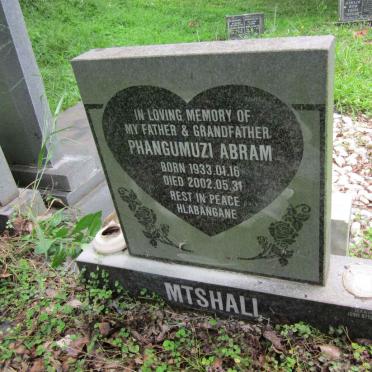 IN LOVING MEMORY OF
MY FATHER & GRANDFATHER
PHANGUMUZI ABRAM
BORN 1933.01.16
DIED 2002.05.31
REST IN PEACE
HLABANGANE
MTSHALI